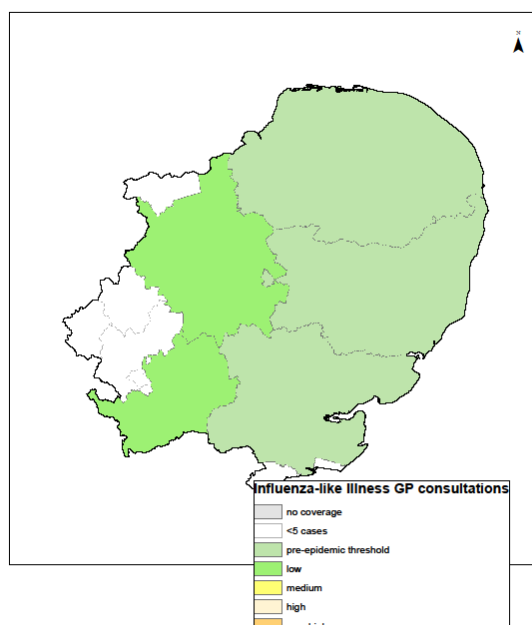 N
Influenza-like Illness GP consultations
no coverage
<5 cases
pre-epidemic threshold
low
medium
high